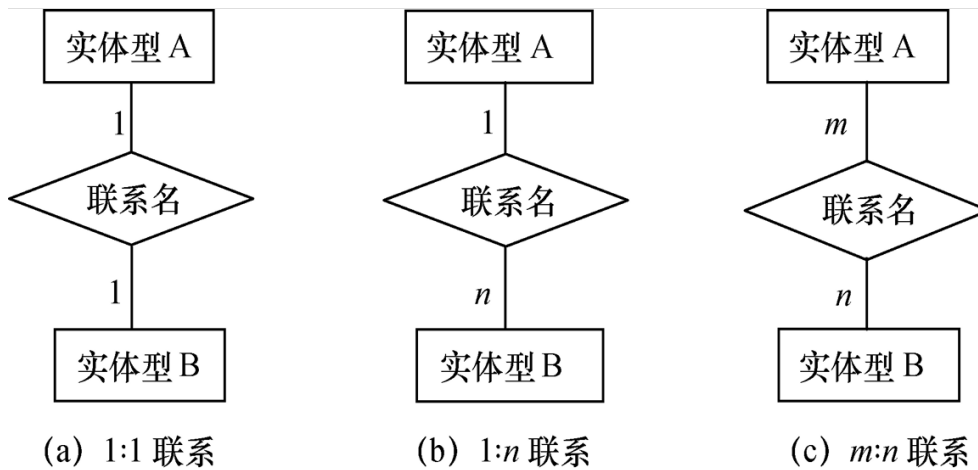 实体型 A
实体型 A
实体型 A
1
1
m
联系名
联系名
联系名
1
n
n
实体型 B
实体型 B
实体型 B
(a) 1:1 联系
(b) 1:n 联系
(c) m:n 联系